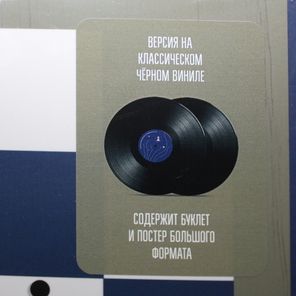 ВЕРСИЯ НА
КЛАССИЧЕСКОМ
ЧЁРНОМ ВИНИЛЕ
СОДЕРЖИТ БУКЛЕТ
И ПОСТЕР БОЛЬШОГО
ФОРМАТА